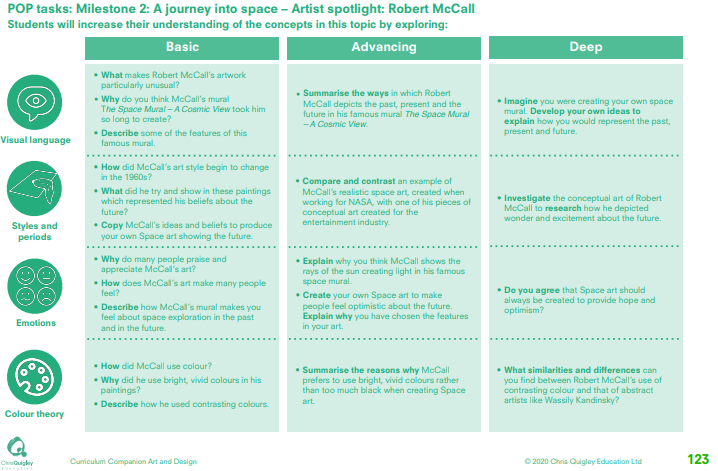 POP tasks: Milestone 2: A journey into space – Artist spotlight: Robert McCall
Students will increase their understanding of the concepts in this topic by exploring:
Basic
Advancing
Deep
Visual language
• What makes Robert McCall's artwork
particularly unusual?
• Why do you think McCall's mural
The Space Mural – A Cosmic View took him
so long to create?
• Describe some of the features of this
famous mural.
• Summarise the ways in which Robert
McCall depicts the past, present and the
future in his famous mural The Space Mural
– A Cosmic View.
• Imagine you were creating your own space
mural. Develop your own ideas to
explain how you would represent the past,
present and future.
Styles and
periods
• How did McCall's art style begin to change
in the 1960s?
• What did he try and show in these paintings
which represented his beliefs about the
future?
• Copy McCall's ideas and beliefs to produce
your own Space art showing the future.
• Compare and contrast an example of
McCall's realistic space art, created when
working for NASA, with one of his pieces of
conceptual art created for the
entertainment industry.
• Investigate the conceptual art of Robert
McCall to research how he depicted
wonder and excitement about the future.
Emotions
• Why do many people praise and
appreciate McCall's art?
• How does McCall's art make many people
feel?
• Describe how McCall's mural makes you
feel about space exploration in the past
and in the future.
• Explain why you think McCall shows the
rays of the sun creating light in his famous
space mural.
• Create your own Space art to make
people feel optimistic about the future.
Explain why you have chosen the features
in your art.
• Do you agree that Space art should
always be created to provide hope and
optimism?
Colour theory
• How did McCall use colour?
• Why did he use bright, vivid colours in his
paintings?
• Describe how he used contrasting colours.
• Summarise the reasons why McCall
prefers to use bright, vivid colours rather
than too much black when creating Space
art.
• What similarities and differences can
you find between Robert McCall's use of
contrasting colour and that of abstract
artists like Wassily Kandinsky?
ChrisQuigley
Curriculum Companion Art and Design
© 2020 Chris Quigley Education Ltd
123